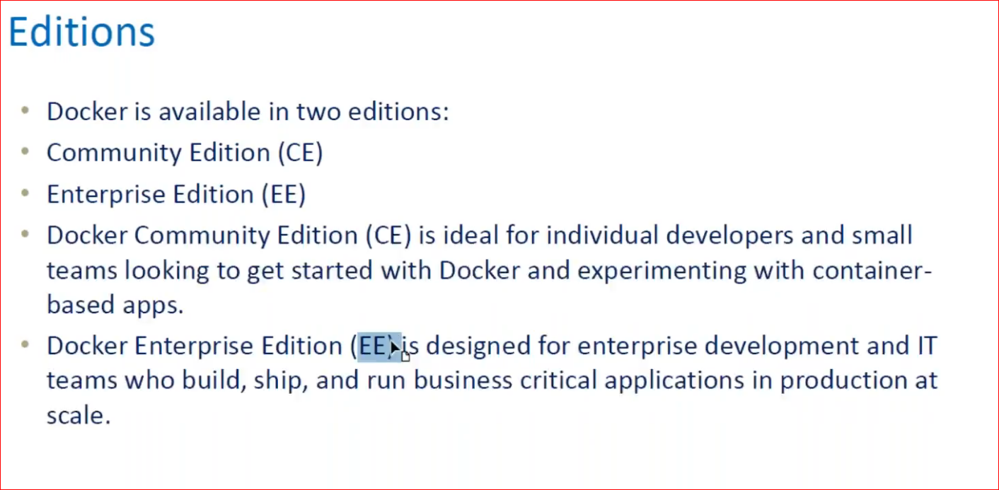 Editions
Docker is available in two editions:
Community Edition (CE)
Enterprise Edition (EE)
Docker Community Edition (CE) is ideal for individual developers and small
teams looking to get started with Docker and experimenting with container-
based apps.
Docker Enterprise Edition (EE) is designed for enterprise development and IT
teams who build, ship, and run business critical applications in production at
scale.